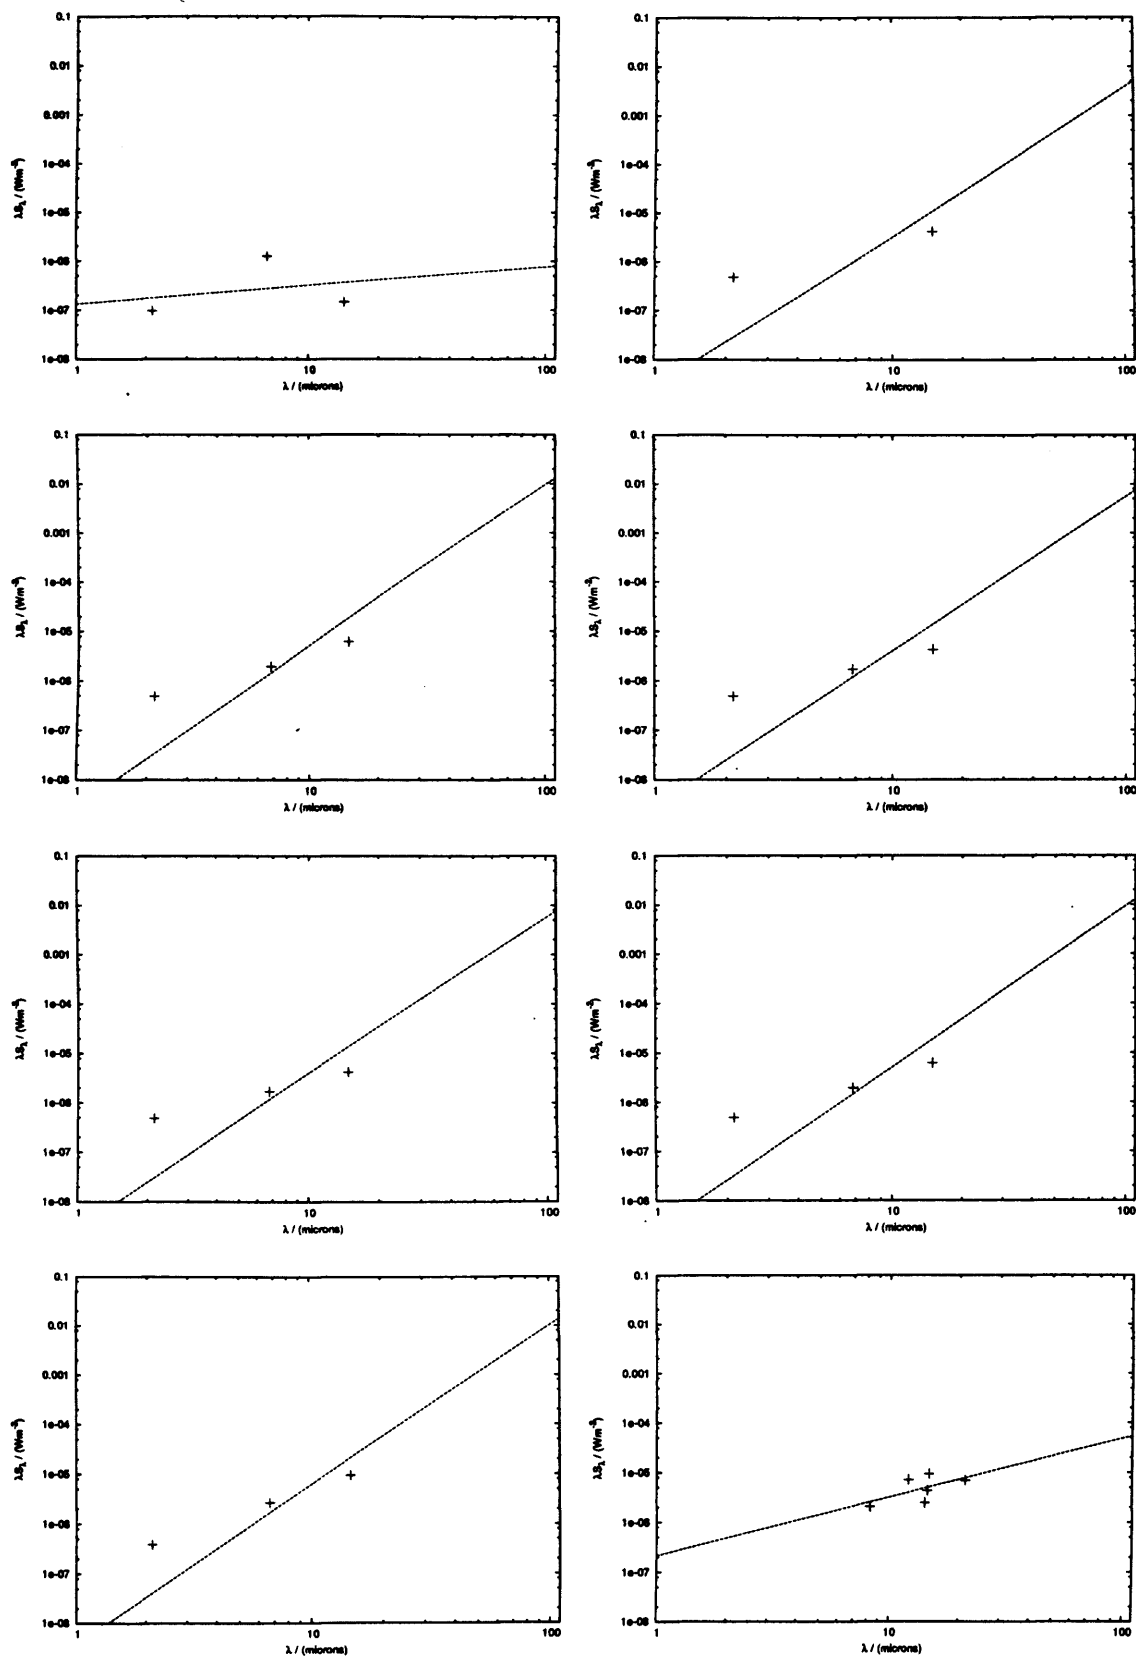 0.1
0.01
0.001
1e-04
1e-05
1e-06
1e-07
1e-08
λS_λ / (Wm⁻²)
1 10 100
λ / (microns)
0.1
0.01
0.001
1e-04
1e-05
1e-06
1e-07
1e-08
λS_λ / (Wm⁻²)
1 10 100
λ / (microns)
0.1
0.01
0.001
1e-04
1e-05
1e-06
1e-07
1e-08
λS_λ / (Wm⁻²)
1 10 100
λ / (microns)
0.1
0.01
0.001
1e-04
1e-05
1e-06
1e-07
1e-08
λS_λ / (Wm⁻²)
1 10 100
λ / (microns)
0.1
0.01
0.001
1e-04
1e-05
1e-06
1e-07
1e-08
λS_λ / (Wm⁻²)
1 10 100
λ / (microns)
0.1
0.01
0.001
1e-04
1e-05
1e-06
1e-07
1e-08
λS_λ / (Wm⁻²)
1 10 100
λ / (microns)
0.1
0.01
0.001
1e-04
1e-05
1e-06
1e-07
1e-08
λS_λ / (Wm⁻²)
1 10 100
λ / (microns)
0.1
0.01
0.001
1e-04
1e-05
1e-06
1e-07
1e-08
λS_λ / (Wm⁻²)
1 10 100
λ / (microns)